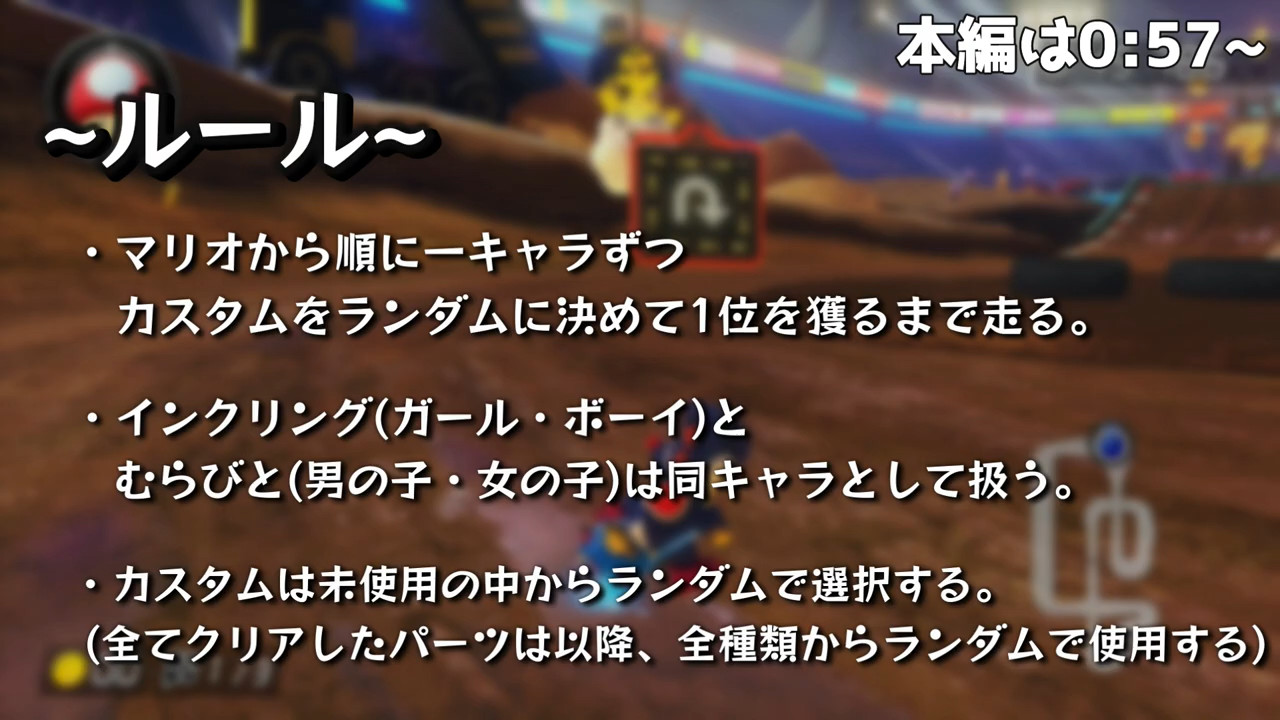 本編は0:57~
~ルール~
・マリオから順に一キャラずつ
カスタムをランダムに決めて1位を獲るまで走る。
・インクリング(ガール・ボーイ)と
むらびと(男の子・女の子)は同キャラとして扱う。
・カスタムは未使用の中からランダムで選択する。
(全てクリアしたパーツは以降、全種類からランダムで使用する)